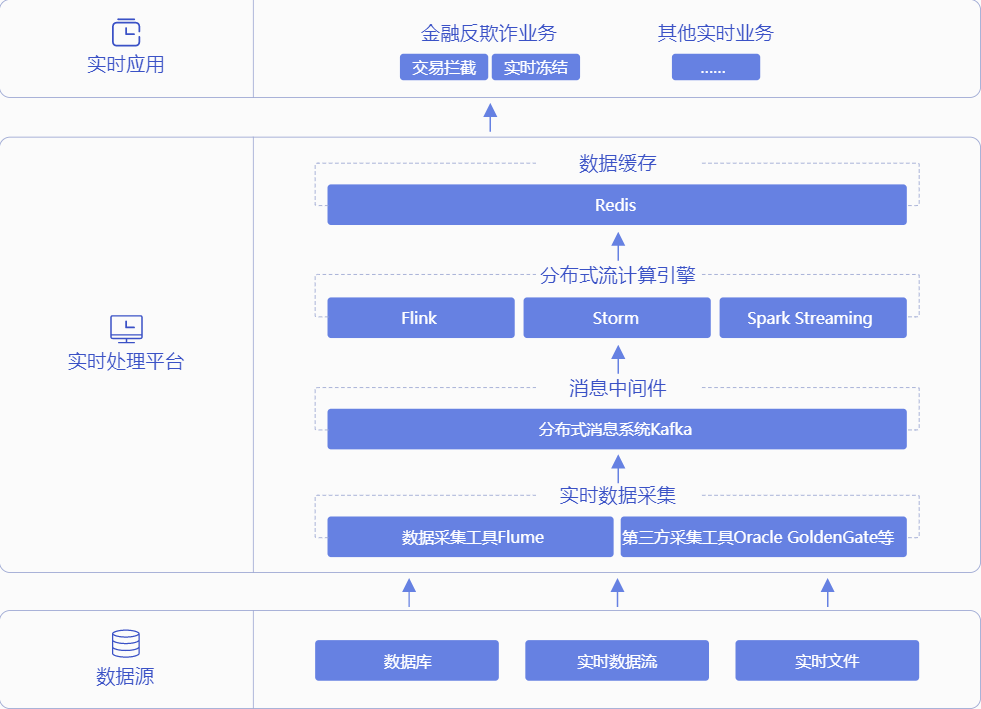 实时应用
金融反欺诈业务
其他实时业务
交易拦截
实时冻结
......
实时处理平台
数据缓存
Redis
分布式流计算引擎
Flink
Storm
Spark Streaming
消息中间件
分布式消息系统Kafka
实时数据采集
数据采集工具Flume
第三方采集工具Oracle GoldenGate等
数据源
数据库
实时数据流
实时文件